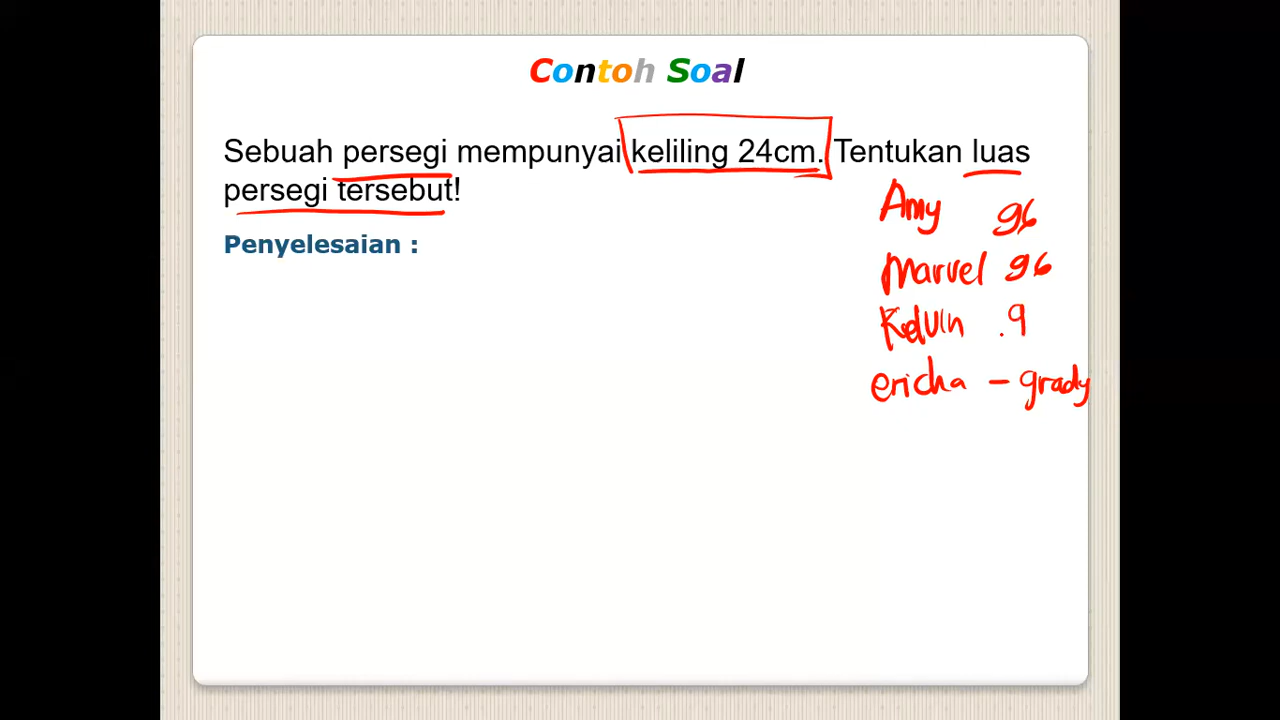 Contoh Soal
Sebuah persegi mempunyai keliling 24cm. Tentukan luas
persegi tersebut!
Penyelesaian :
Amy 96
Marvel 96
Kelvin .9
ericha - grady